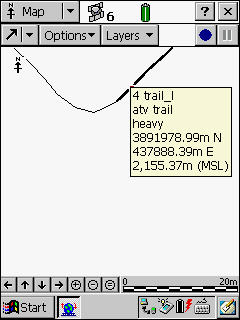 Map
6
?
X
Options
Layers
4 trail_l
atv trail
heavy
3891978.99m N
437888.39m E
2,155.37m (MSL)
0
20m
Start